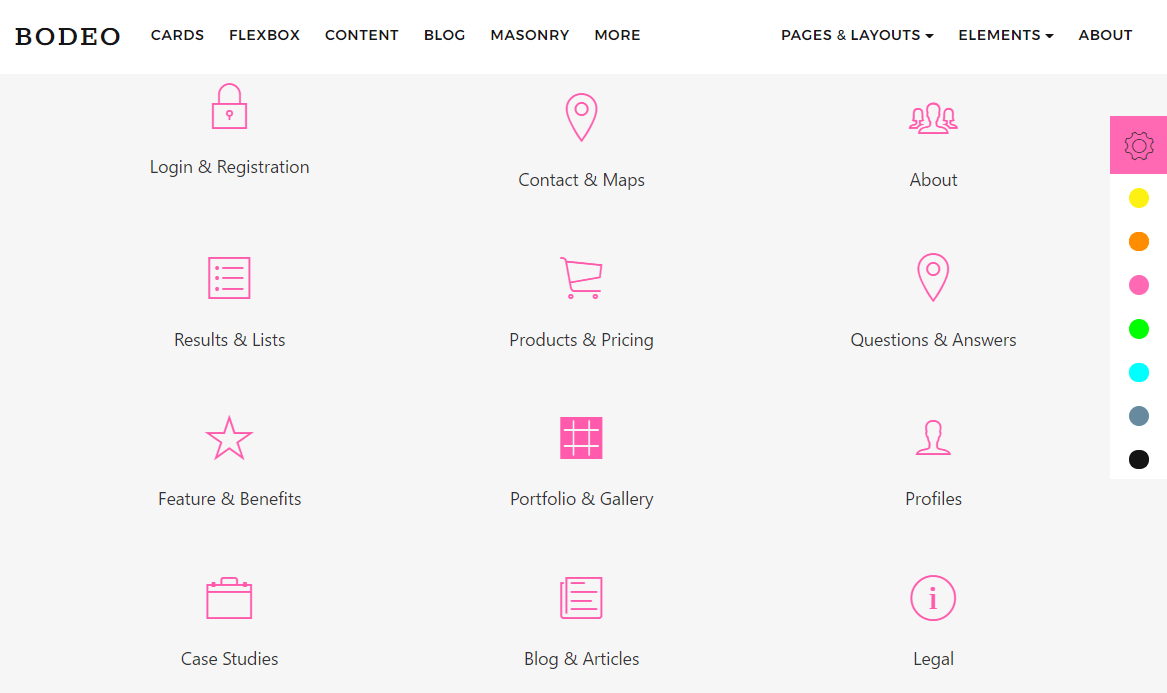 BODEO CARDS FLEXBOX CONTENT BLOG MASONRY MORE PAGES & LAYOUTS ELEMENTS ABOUT
Login & Registration
Contact & Maps
About
Results & Lists
Products & Pricing
Questions & Answers
Feature & Benefits
Portfolio & Gallery
Profiles
Case Studies
Blog & Articles
Legal